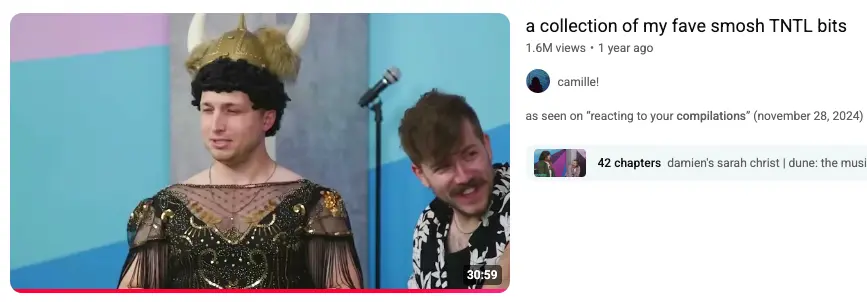 30:59
a collection of my fave smosh TNTL bits
1.6M views • 1 year ago
camille!
as seen on “reacting to your compilations” (november 28, 2024)
42 chapters damien's sarah christ | dune: the musi